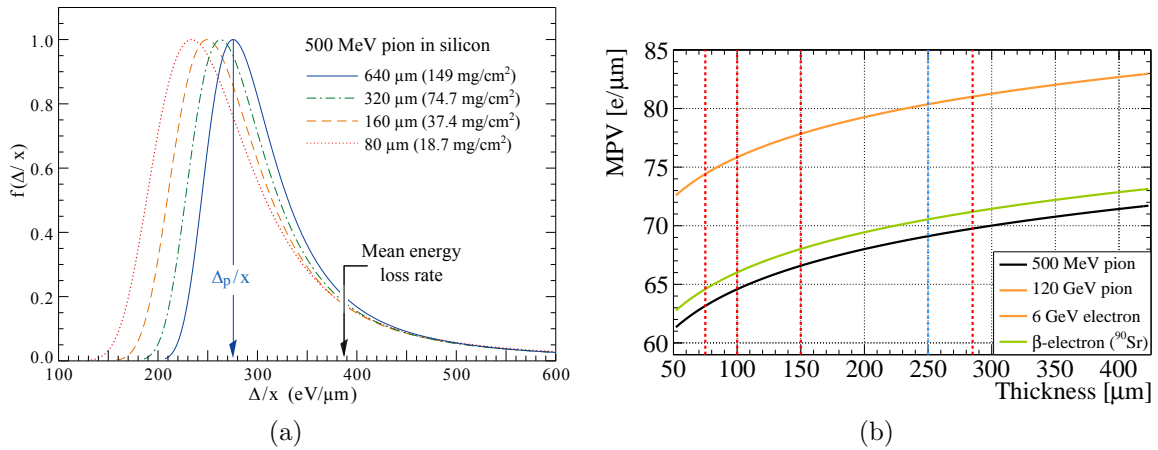 500 MeV pion in silicon
640 µm (149 mg/cm²)
320 µm (74.7 mg/cm²)
160 µm (37.4 mg/cm²)
80 µm (18.7 mg/cm²)
Mean energy
loss rate
Δp/x
f(Δ/x)
1.0
0.8
0.6
0.4
0.2
0.0
100 200 300 400 500 600
Δ/x (eV/µm)
(a)
MPV [e/µm]
85
80
75
70
65
60
500 MeV pion
120 GeV pion
6 GeV electron
β-electron (⁹⁰Sr)
50 100 150 200 250 300 350 400
Thickness [µm]
(b)